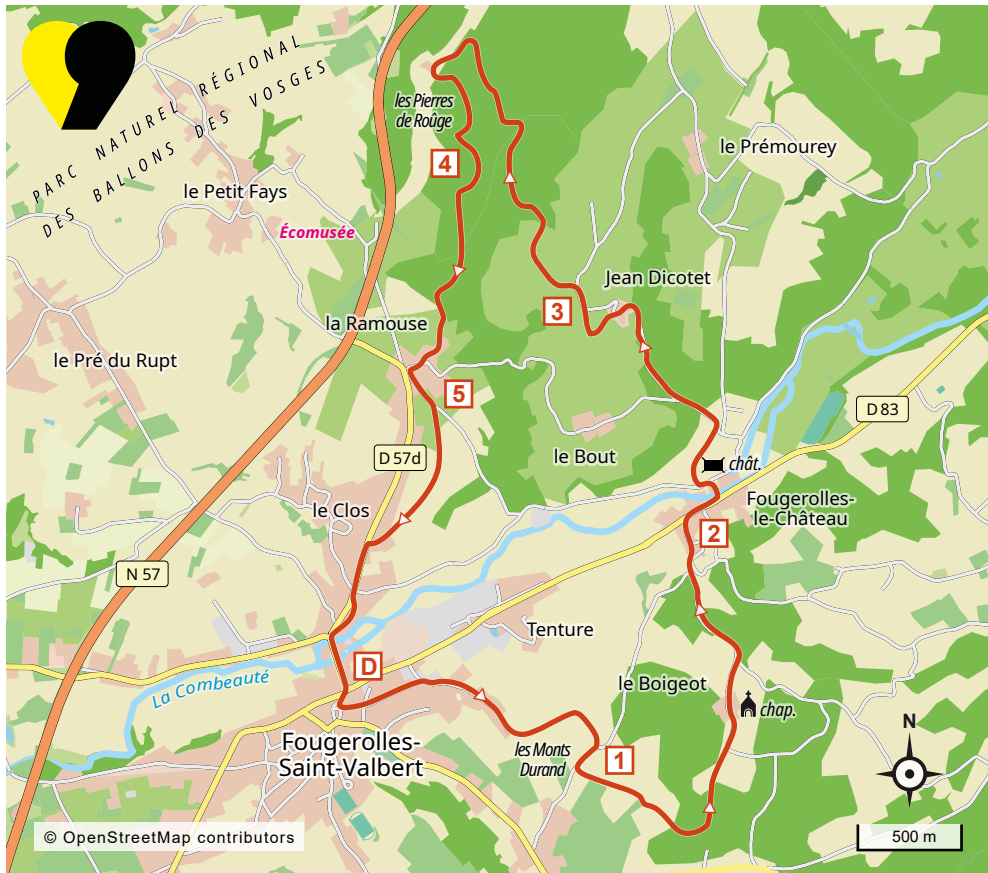 PARC NATUREL RÉGIONAL
DES BALLONS DES VOSGES
les Pierres
de Roûge
4
le Prémourey
le Petit Fays
Écomusée
Jean Dicotet
3
la Ramouse
le Pré du Rupt
5
D 83
D 57d
le Bout
chât.
Fougerolles-
le-Château
le Clos
2
N 57
Tenture
D
La Combeauté
le Boigeot
chap.
N
Fougerolles-
Saint-Valbert
les Monts
Durand
1
© OpenStreetMap contributors
500 m